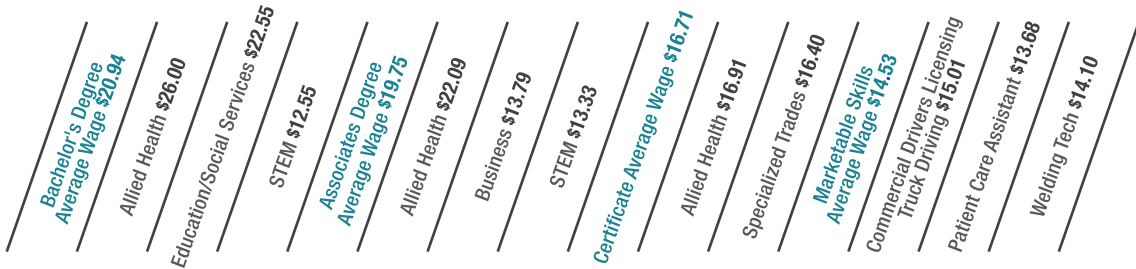 Bachelor's Degree
Average Wage $20.94
Allied Health $26.00
Education/Social Services $22.55
STEM $12.55
Associates Degree
Average Wage $19.75
Allied Health $22.09
Business $13.79
STEM $13.33
Certificate Average Wage $16.71
Allied Health $16.91
Specialized Trades $16.40
Marketable Skills
Average Wage $14.53
Commercial Drivers Licensing
Truck Driving $15.01
Patient Care Assistant $13.68
Welding Tech $14.10